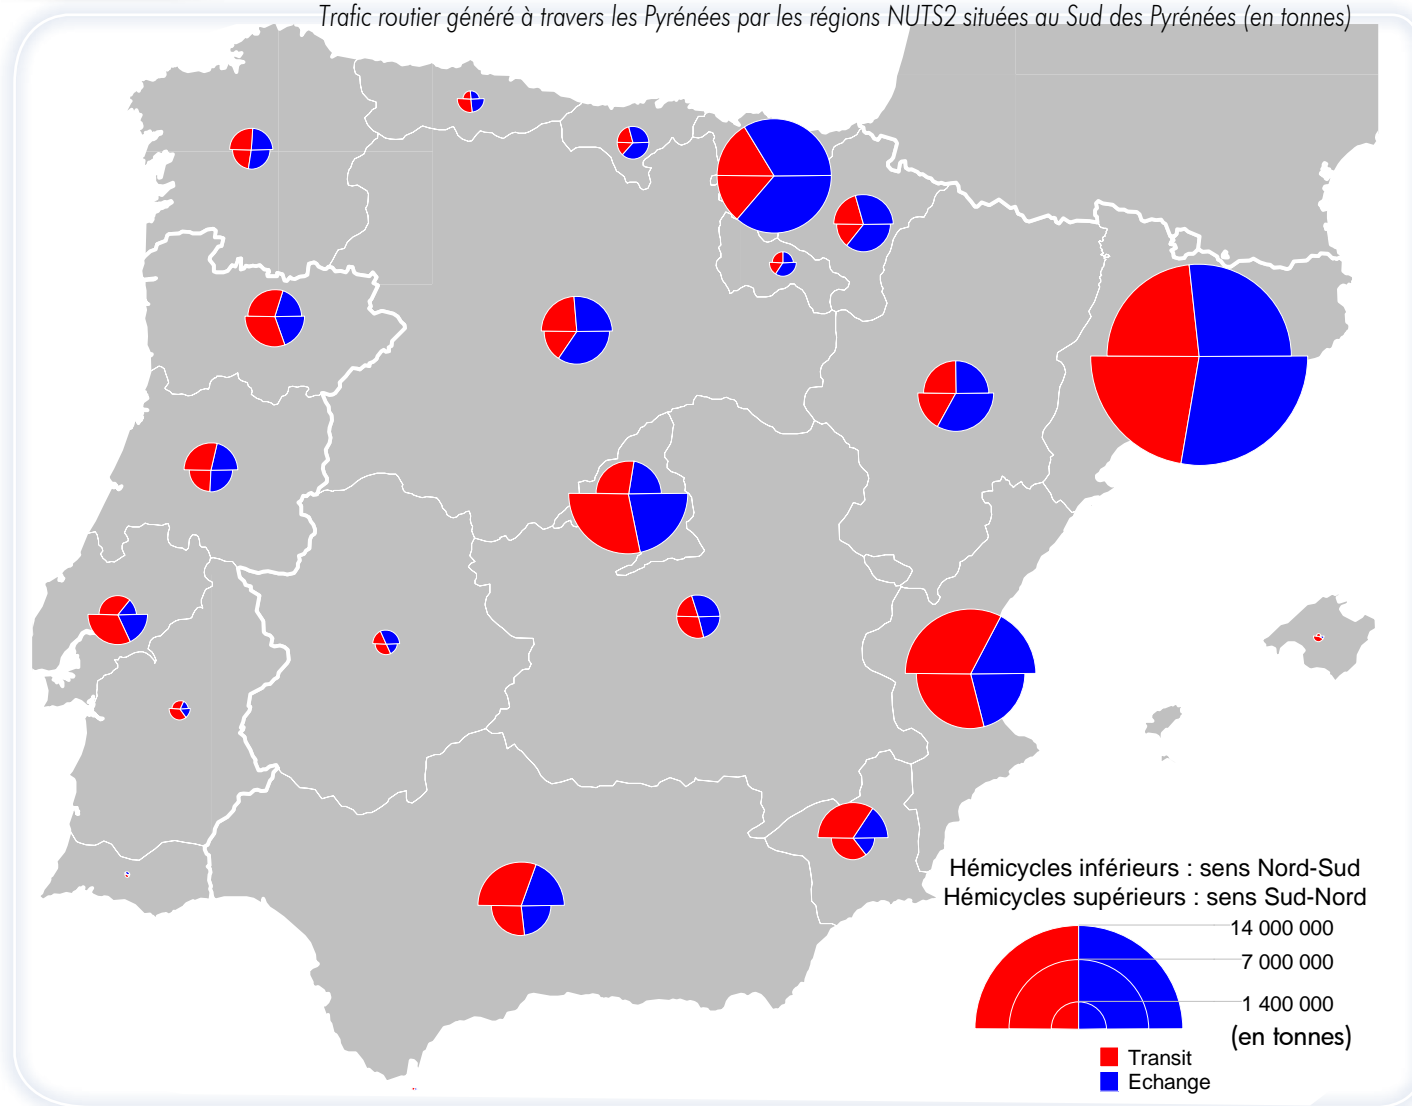 Trafic routier généré à travers les Pyrénées par les régions NUTS2 situées au Sud des Pyrénées (en tonnes)
Hémicycles inférieurs : sens Nord-Sud
Hémicycles supérieurs : sens Sud-Nord
14 000 000
7 000 000
1 400 000
(en tonnes)
Transit
Echange